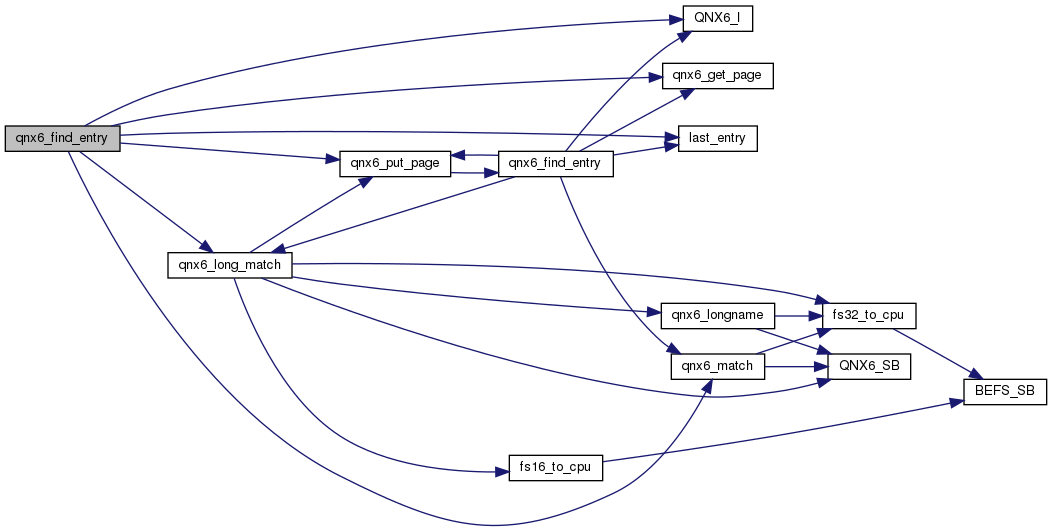 QNX6_I
qnx6_get_page
qnx6_find_entry
last_entry
qnx6_put_page
qnx6_find_entry
qnx6_long_match
qnx6_longname
fs32_to_cpu
qnx6_match
QNX6_SB
BEFS_SB
fs16_to_cpu